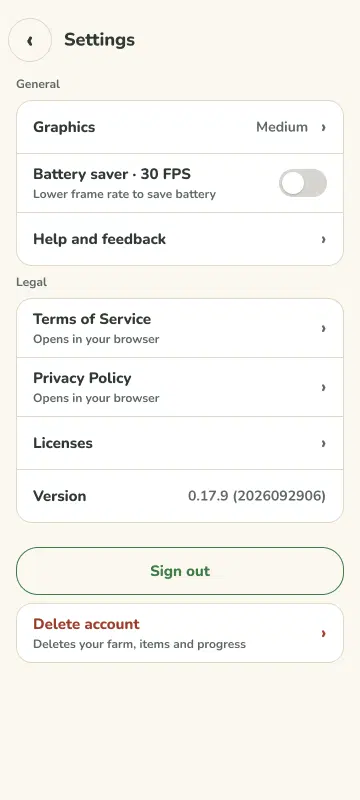 ‹ Settings
General
Graphics Medium ›
Battery saver · 30 FPS
Lower frame rate to save battery
Help and feedback ›
Legal
Terms of Service ›
Opens in your browser
Privacy Policy ›
Opens in your browser
Licenses ›
Version 0.17.9 (2026092906)
Sign out
Delete account ›
Deletes your farm, items and progress